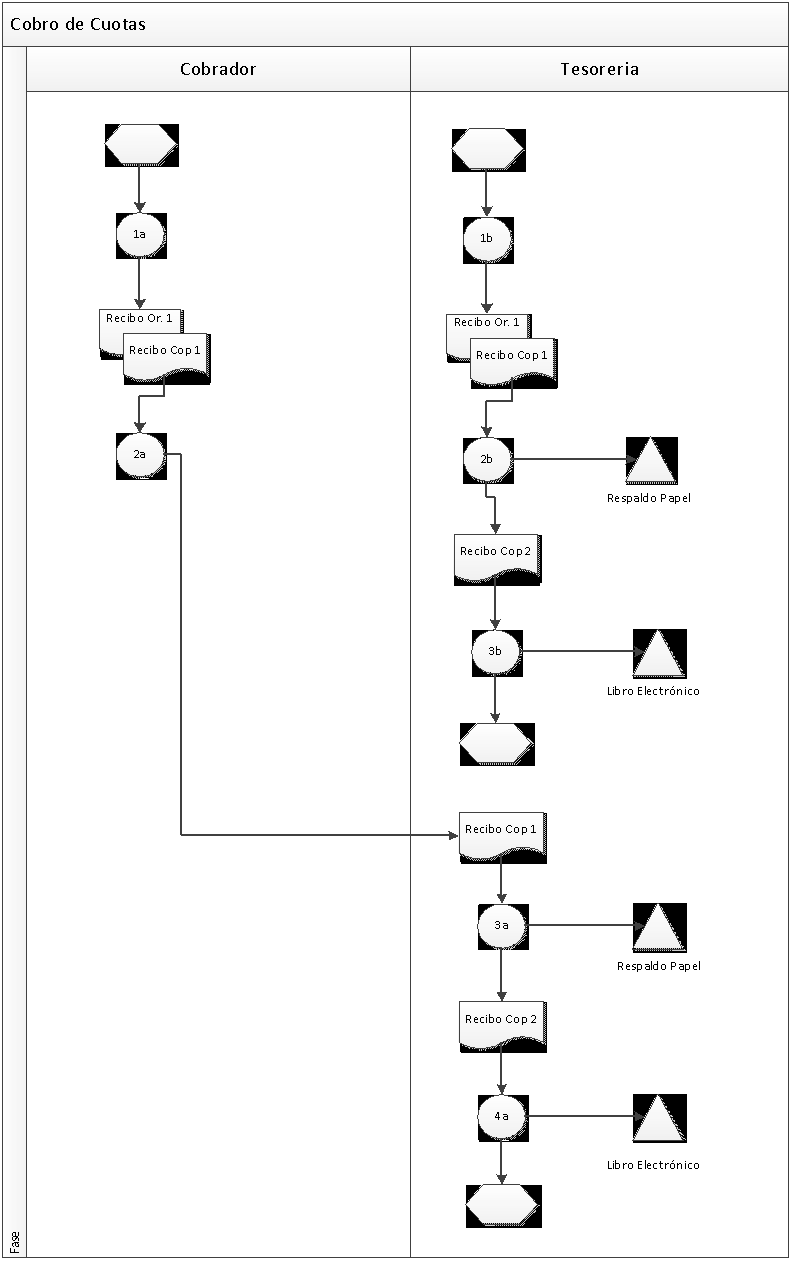 Cobro de Cuotas
Cobrador
Tesoreria
1a
Recibo Or. 1
Recibo Cop 1
2a
1b
Recibo Or. 1
Recibo Cop 1
2b
Respaldo Papel
Recibo Cop 2
3b
Libro Electrónico
Recibo Cop 1
3a
Respaldo Papel
Recibo Cop 2
4a
Libro Electrónico
Fase